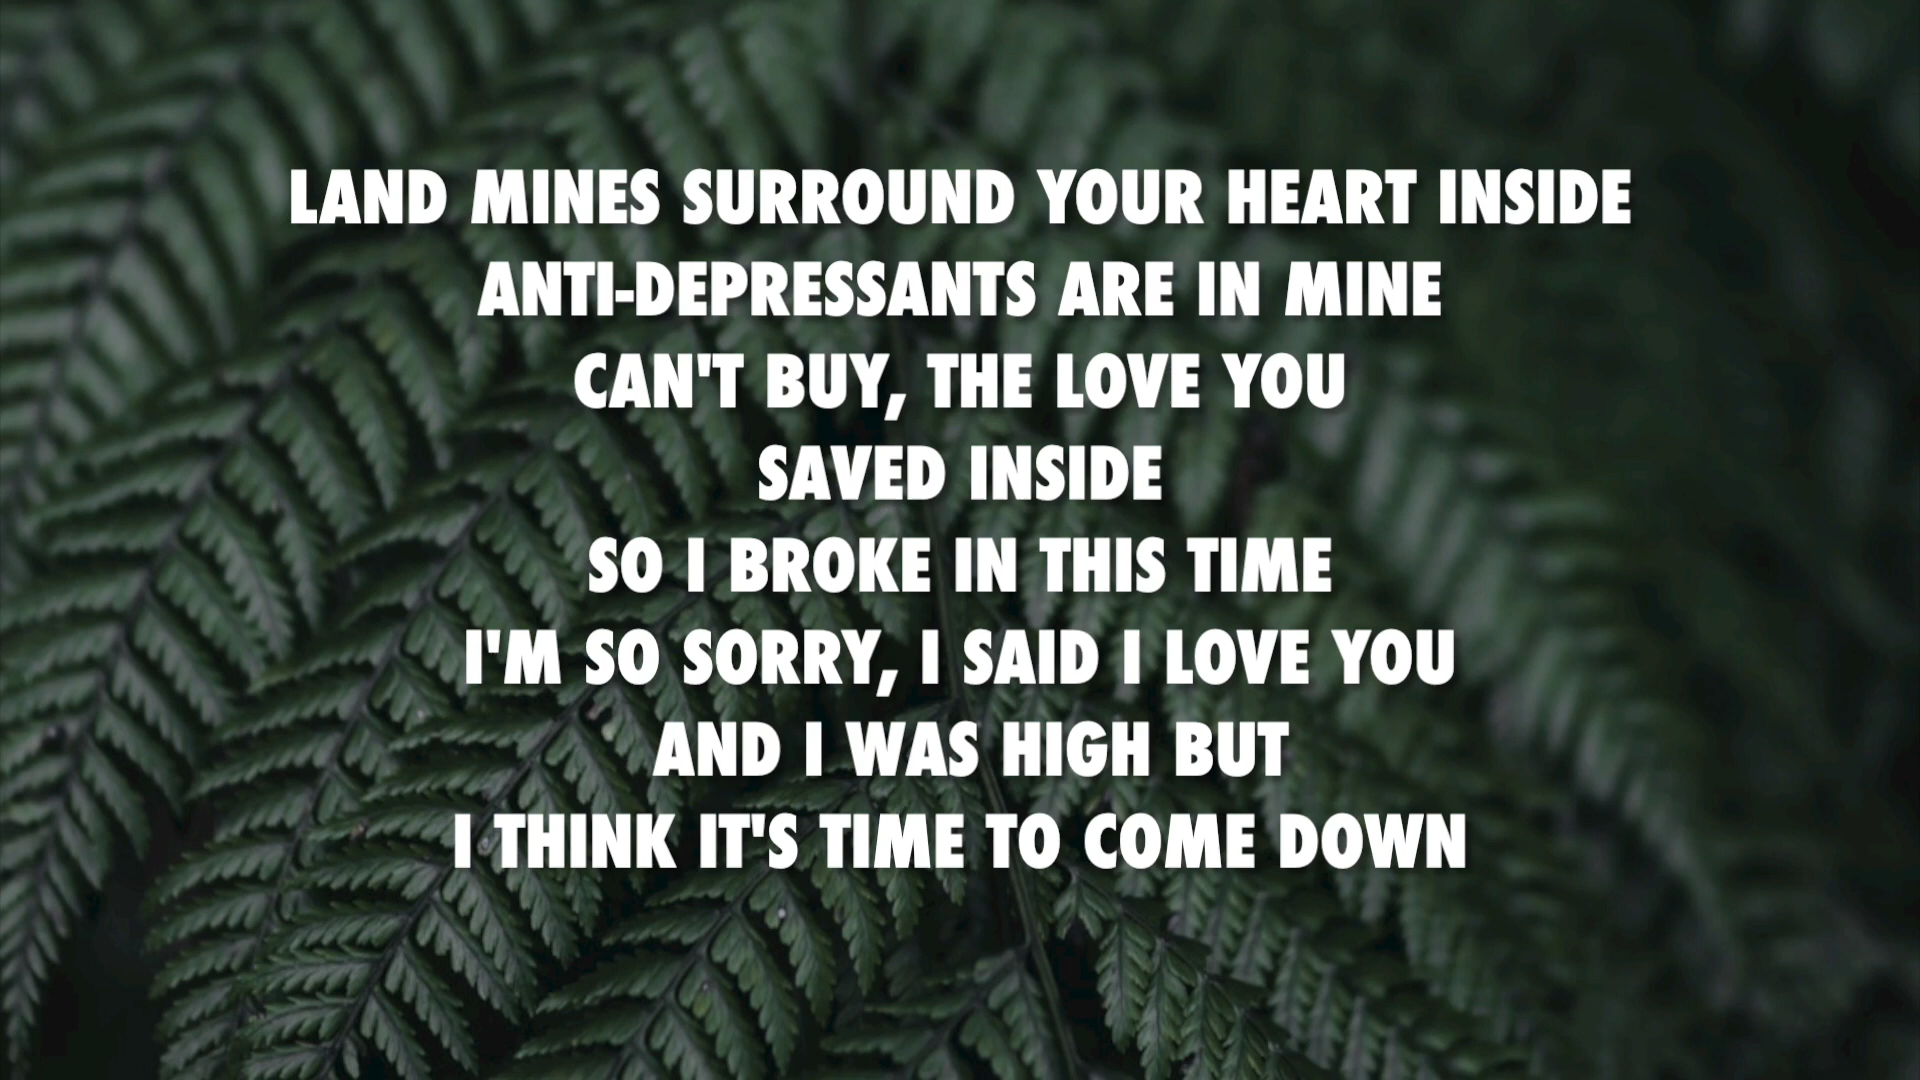 LAND MINES SURROUND YOUR HEART INSIDE
ANTI-DEPRESSANTS ARE IN MINE
CAN'T BUY, THE LOVE YOU
SAVED INSIDE
SO I BROKE IN THIS TIME
I'M SO SORRY, I SAID I LOVE YOU
AND I WAS HIGH BUT
I THINK IT'S TIME TO COME DOWN